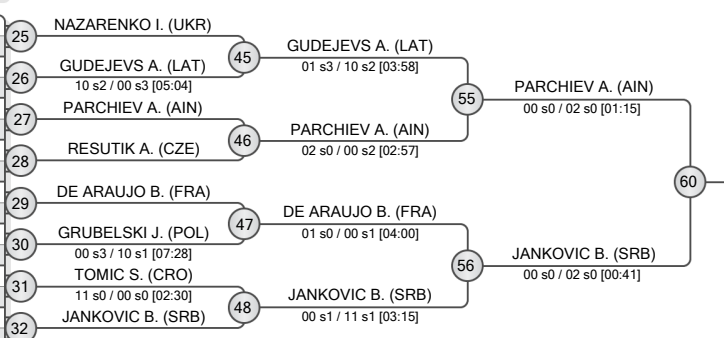 25
NAZARENKO I. (UKR)
45
GUDEJEVS A. (LAT)
01 s3 / 10 s2 [03:58]
26
GUDEJEVS A. (LAT)
10 s2 / 00 s3 [05:04]
55
PARCHIEV A. (AIN)
00 s0 / 02 s0 [01:15]
27
PARCHIEV A. (AIN)
46
PARCHIEV A. (AIN)
02 s0 / 00 s2 [02:57]
28
RESUTIK A. (CZE)
60
29
DE ARAUJO B. (FRA)
47
DE ARAUJO B. (FRA)
01 s0 / 00 s1 [04:00]
30
GRUBELSKI J. (POL)
00 s3 / 10 s1 [07:28]
56
JANKOVIC B. (SRB)
00 s0 / 02 s0 [00:41]
31
TOMIC S. (CRO)
11 s0 / 00 s0 [02:30]
48
JANKOVIC B. (SRB)
00 s1 / 11 s1 [03:15]
32
JANKOVIC B. (SRB)